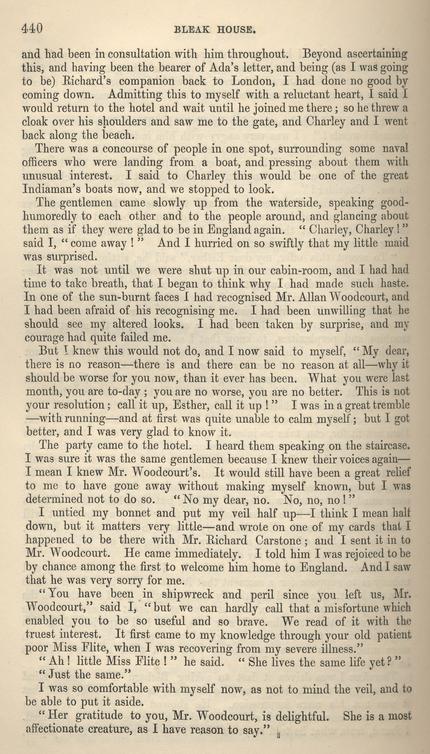 440 BLEAK HOUSE.
and had been in consultation with him throughout. Beyond ascertaining
this, and having been the bearer of Ada's letter, and being (as I was going
to be) Richard's companion back to London, I had done no good by
coming down. Admitting this to myself with a reluctant heart, I said I
would return to the hotel and wait until he joined me there; so he threw a
cloak over his shoulders and saw me to the gate, and Charley and I went
back along the beach.
There was a concourse of people in one spot, surrounding some naval
officers who were landing from a boat, and pressing about them with
unusual interest. I said to Charley this would be one of the great
Indiaman's boats now, and we stopped to look.
The gentlemen came slowly up from the waterside, speaking good-
humoredly to each other and to the people around, and glancing about
them as if they were glad to be in England again. "Charley, Charley!"
said I, "come away!" And I hurried on so swiftly that my little maid
was surprised.
It was not until we were shut up in our cabin-room, and I had had
time to take breath, that I began to think why I had made such haste.
In one of the sun-burnt faces I had recognised Mr. Allan Woodcourt, and
I had been afraid of his recognising me. I had been unwilling that he
should see my altered looks. I had been taken by surprise, and my
courage had quite failed me.
But I knew this would not do, and I now said to myself, "My dear,
there is no reason—there is and there can be no reason at all—why it
should be worse for you now, than it ever has been. What you were last
month, you are to-day; you are no worse, you are no better. This is not
your resolution; call it up, Esther, call it up!" I was in a great tremble
—with running—and at first was quite unable to calm myself; but I got
better, and I was very glad to know it.
The party came to the hotel. I heard them speaking on the staircase.
I was sure it was the same gentlemen because I knew their voices again—
I mean I knew Mr. Woodcourt's. It would still have been a great relief
to me to have gone away without making myself known, but I was
determined not to do so. "No my dear, no. No, no, no!"
I untied my bonnet and put my veil half up—I think I mean half
down, but it matters very little—and wrote on one of my cards that I
happened to be there with Mr. Richard Carstone; and I sent it in to
Mr. Woodcourt. He came immediately. I told him I was rejoiced to be
by chance among the first to welcome him home to England. And I saw
that he was very sorry for me.
"You have been in shipwreck and peril since you left us, Mr.
Woodcourt," said I, "but we can hardly call that a misfortune which
enabled you to be so useful and so brave. We read of it with the
truest interest. It first came to my knowledge through your old patient
poor Miss Flite, when I was recovering from my severe illness."
"Ah! little Miss Flite!" he said. "She lives the same life yet?"
"Just the same."
I was so comfortable with myself now, as not to mind the veil, and to
be able to put it aside.
"Her gratitude to you, Mr. Woodcourt, is delightful. She is a most
affectionate creature, as I have reason to say."